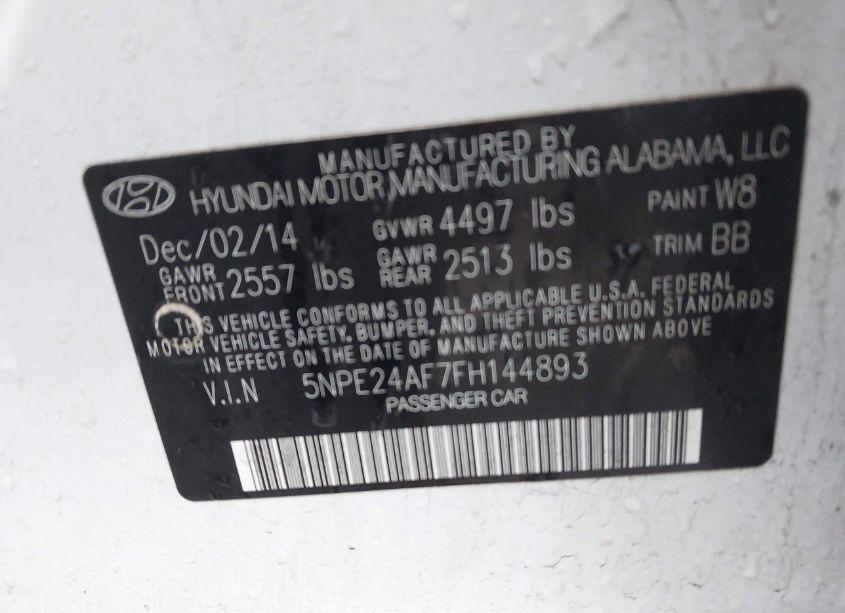 MANUFACTURED BY
HYUNDAI MOTOR MANUFACTURING ALABAMA, LLC
Dec/02/14 GVWR 4497 lbs PAINT W8
GAWR FRONT 2557 lbs GAWR REAR 2513 lbs TRIM BB
THIS VEHICLE CONFORMS TO ALL APPLICABLE U.S.A. FEDERAL
MOTOR VEHICLE SAFETY, BUMPER, AND THEFT PREVENTION STANDARDS
IN EFFECT ON THE DATE OF MANUFACTURE SHOWN ABOVE
V.I.N 5NPE24AF7FH144893
PASSENGER CAR